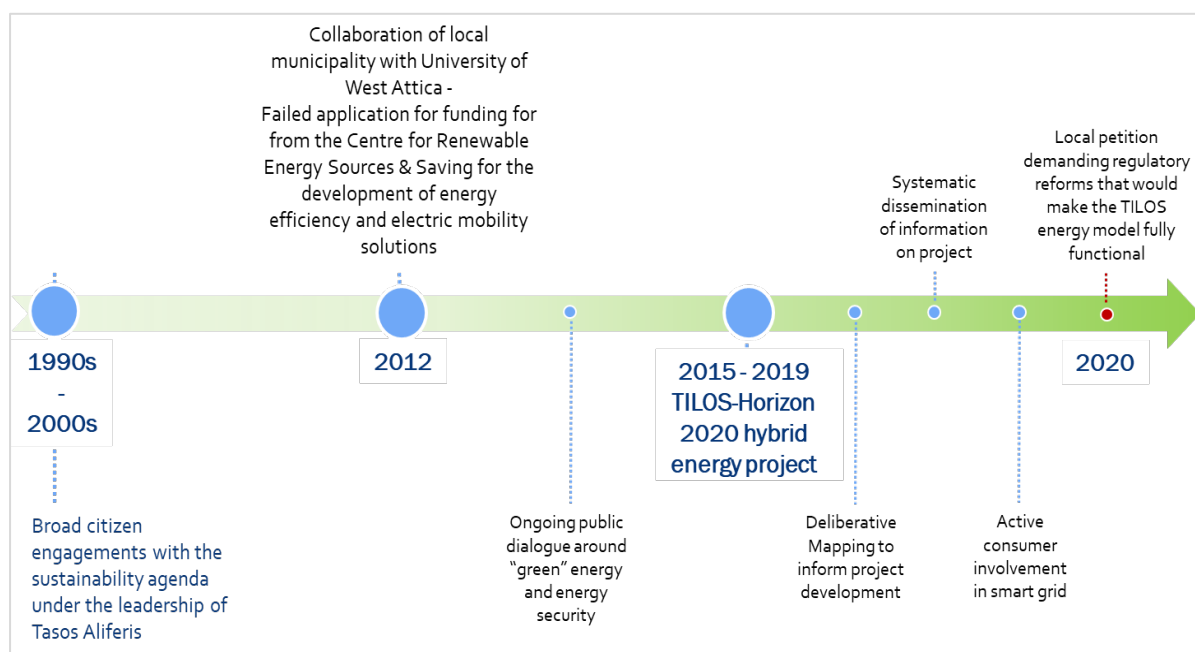 Collaboration of local
municipality with University of
West Attica -
Failed application for funding for
from the Centre for Renewable
Energy Sources & Saving for the
development of energy
efficiency and electric mobility
solutions
Systematic
dissemination
of information
on project
Local petition
demanding regulatory
reforms that would
make the TILOS
energy model fully
functional
1990s
-
2000s
2012
2015 - 2019
TILOS-Horizon
2020 hybrid
energy project
2020
Broad citizen
engagements with the
sustainability agenda
under the leadership of
Tasos Aliferis
Ongoing public
dialogue around
“green” energy
and energy
security
Deliberative
Mapping to
inform project
development
Active
consumer
involvement
in smart grid